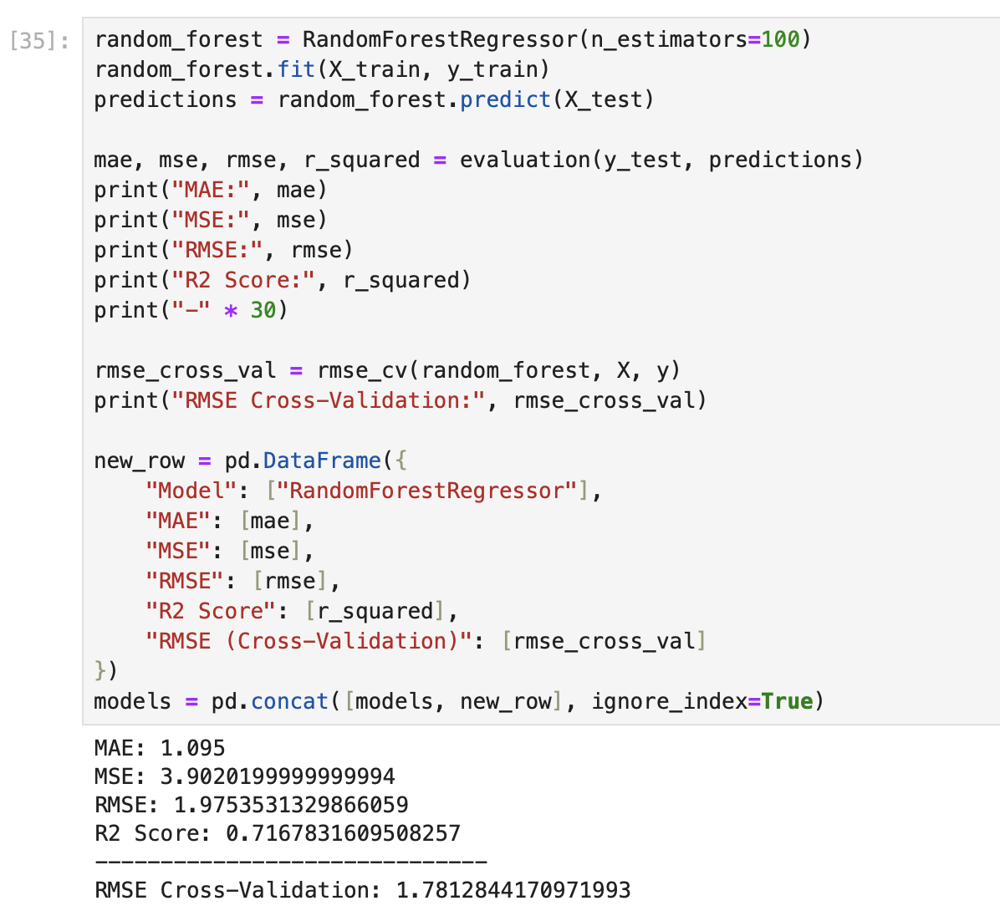 [35]:
random_forest = RandomForestRegressor(n_estimators=100)
random_forest.fit(X_train, y_train)
predictions = random_forest.predict(X_test)

mae, mse, rmse, r_squared = evaluation(y_test, predictions)
print("MAE:", mae)
print("MSE:", mse)
print("RMSE:", rmse)
print("R2 Score:", r_squared)
print("-" * 30)

rmse_cross_val = rmse_cv(random_forest, X, y)
print("RMSE Cross-Validation:", rmse_cross_val)

new_row = pd.DataFrame({
    "Model": ["RandomForestRegressor"],
    "MAE": [mae],
    "MSE": [mse],
    "RMSE": [rmse],
    "R2 Score": [r_squared],
    "RMSE (Cross-Validation)": [rmse_cross_val]
})
models = pd.concat([models, new_row], ignore_index=True)
MAE: 1.095
MSE: 3.9020199999999994
RMSE: 1.9753531329866059
R2 Score: 0.7167831609508257
------------------------------
RMSE Cross-Validation: 1.7812844170971993